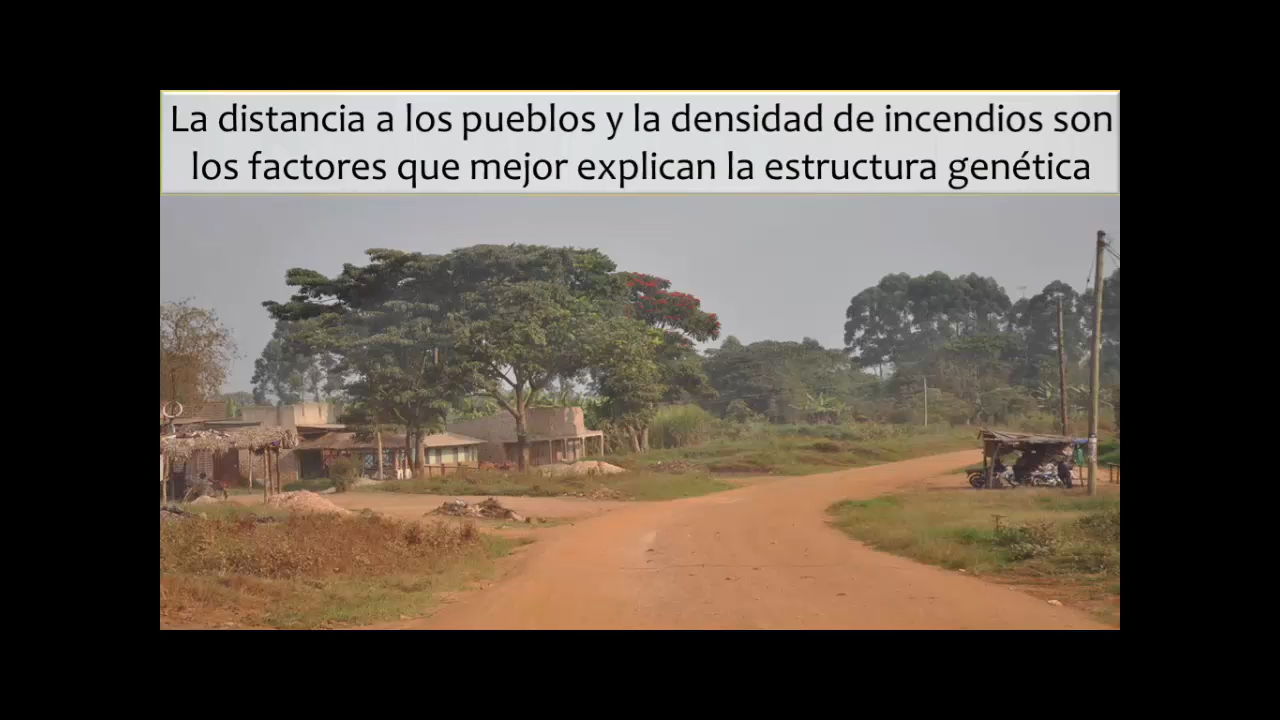 La distancia a los pueblos y la densidad de incendios son
los factores que mejor explican la estructura genética